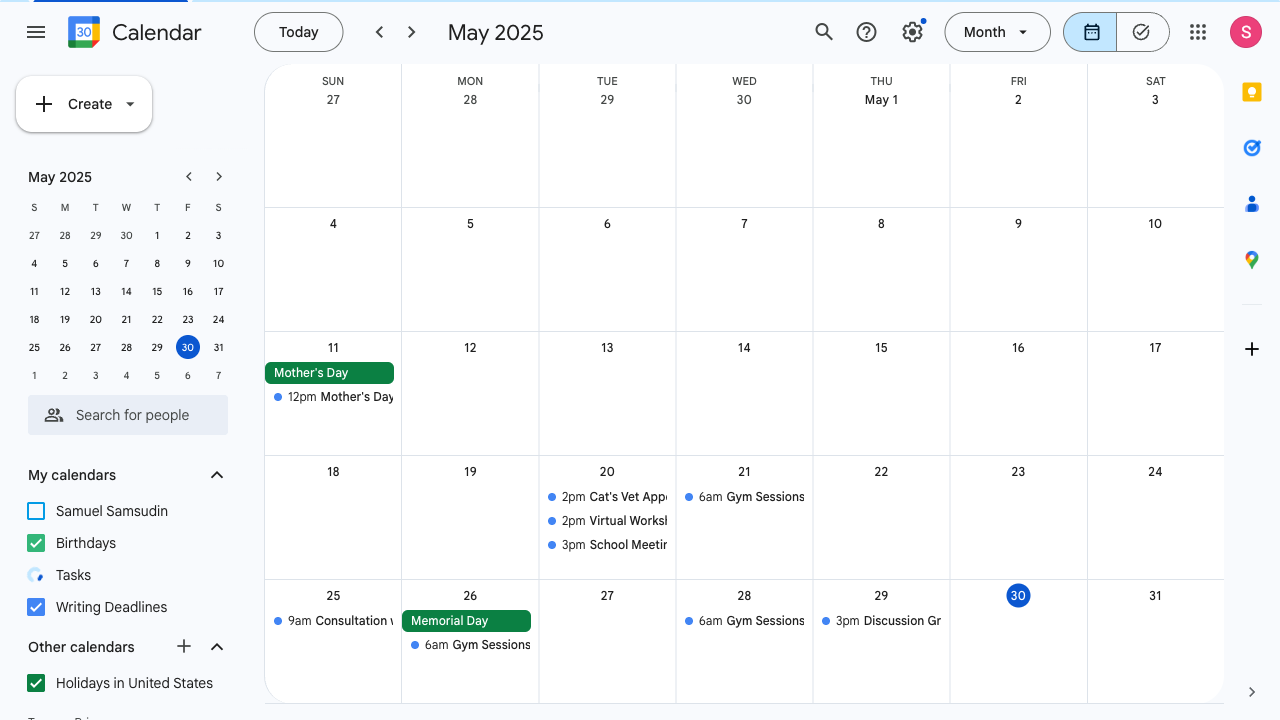 30
Calendar
Today
May 2025
Month
S
Create
May 2025
S M T W T F S
27 28 29 30 1 2 3
4 5 6 7 8 9 10
11 12 13 14 15 16 17
18 19 20 21 22 23 24
25 26 27 28 29 30 31
1 2 3 4 5 6 7
Search for people
My calendars
Samuel Samsudin
Birthdays
Tasks
Writing Deadlines
Other calendars
Holidays in United States
SUN MON TUE WED THU FRI SAT
27 28 29 30 May 1 2 3
4 5 6 7 8 9 10
11 12 13 14 15 16 17
Mother's Day
12pm Mother's Day
18 19 20 21 22 23 24
2pm Cat's Vet Appo
2pm Virtual Worksh
3pm School Meetin
6am Gym Sessions
25 26 27 28 29 30 31
9am Consultation
Memorial Day
6am Gym Sessions
6am Gym Sessions
3pm Discussion Gr